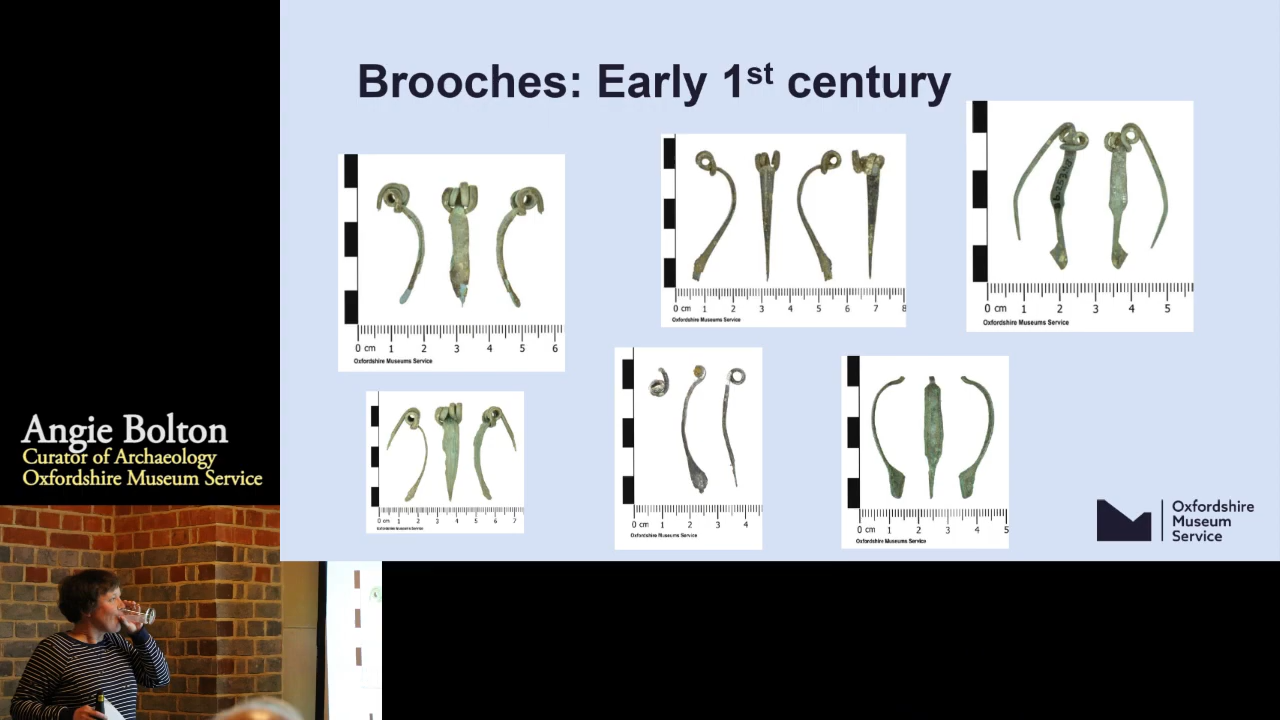 Brooches: Early 1st century
0 cm 1 2 3 4 5 6
Oxfordshire Museums Service
0 cm 1 2 3 4 5 6 7 8
Oxfordshire Museums Service
0 cm 1 2 3 4 5
Oxfordshire Museums Service
0 cm 1 2 3 4 5 6 7
Oxfordshire Museums Service
0 cm 1 2 3 4
Oxfordshire Museums Service
0 cm 1 2 3 4 5
Oxfordshire Museums Service
Oxfordshire
Museum
Service
Angie Bolton
Curator of Archaeology
Oxfordshire Museum Service